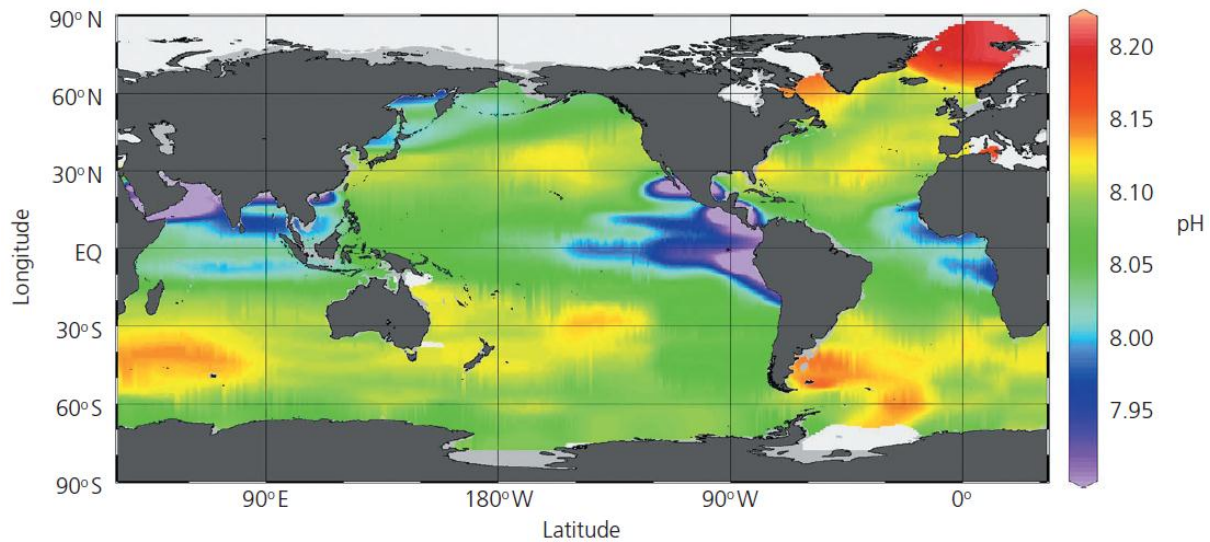 90° N
60° N
30° N
EQ
30° S
60° S
90° S
Longitude
90° E
180° W
90° W
0°
Latitude
8.20
8.15
8.10
8.05
8.00
7.95
pH